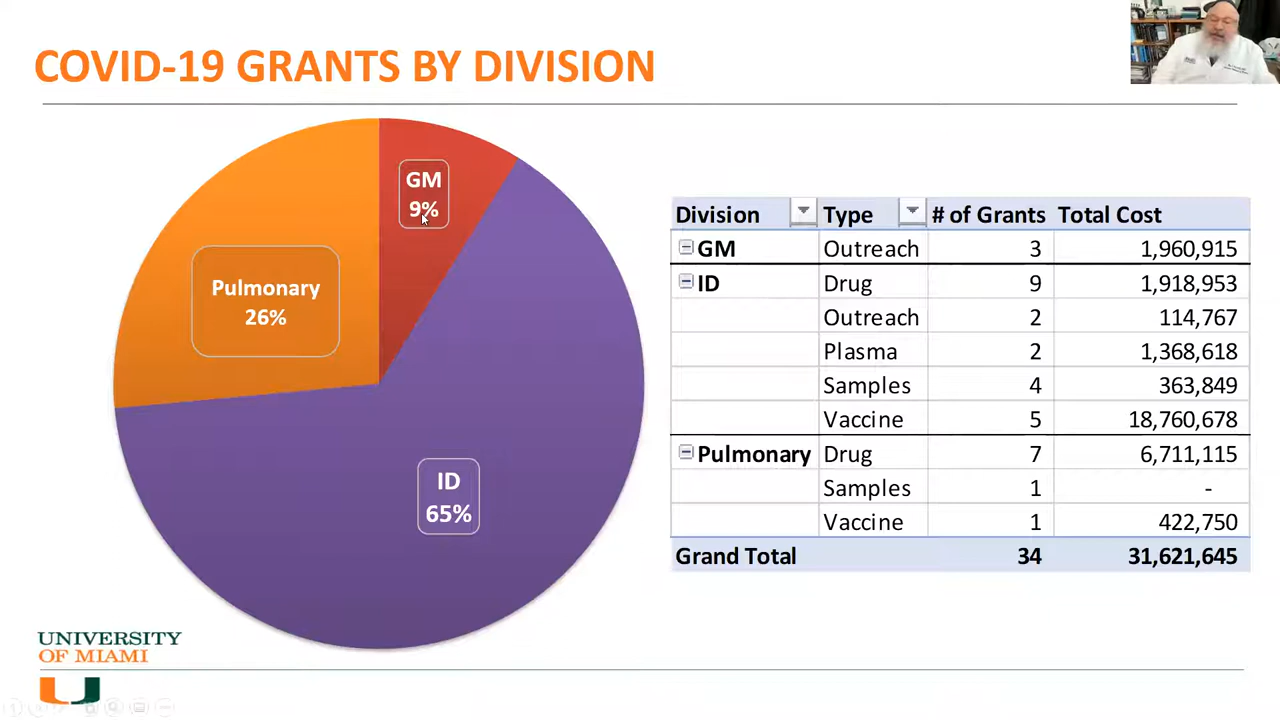 COVID-19 GRANTS BY DIVISION
GM
9%
Pulmonary
26%
ID
65%
Division Type # of Grants Total Cost
GM Outreach 3 1,960,915
ID Drug 9 1,918,953
Outreach 2 114,767
Plasma 2 1,368,618
Samples 4 363,849
Vaccine 5 18,760,678
Pulmonary Drug 7 6,711,115
Samples 1 -
Vaccine 1 422,750
Grand Total 34 31,621,645
UNIVERSITY
OF MIAMI